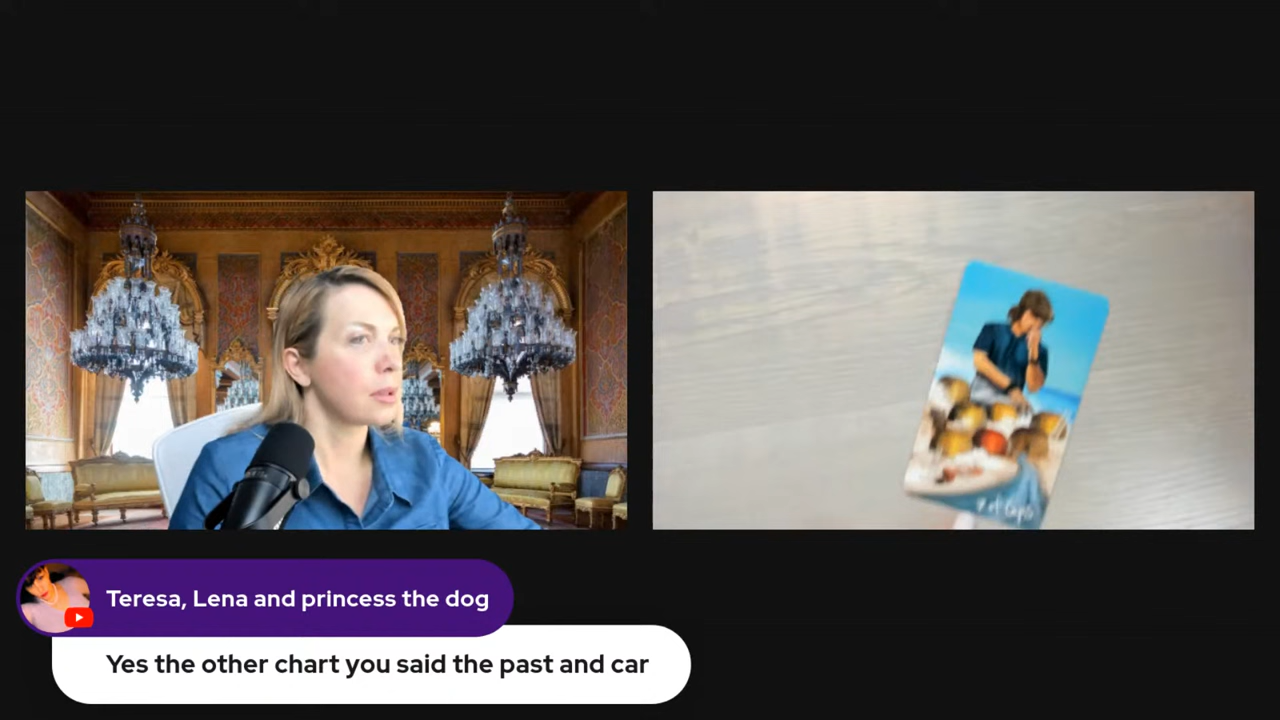 Teresa, Lena and princess the dog
Yes the other chart you said the past and car